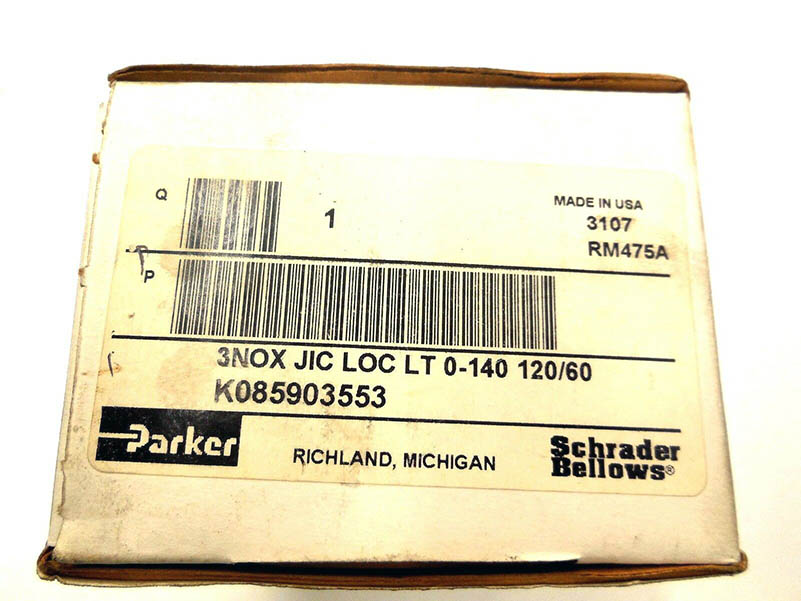 Q
1
MADE IN USA
3107
RM475A
P
3NOX JIC LOC LT 0-140 120/60
K085903553
Parker
RICHLAND, MICHIGAN
Schrader
Bellows®